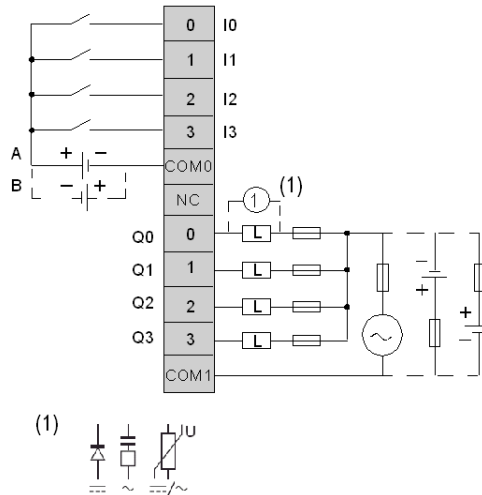 0 I0
1 I1
2 I2
3 I3
A + - COM0
B - +
NC
1 (1)
Q0 0 L
Q1 1 L
Q2 2 L
Q3 3 L
- +
+ -
~
COM1
(1)
U
~ /~